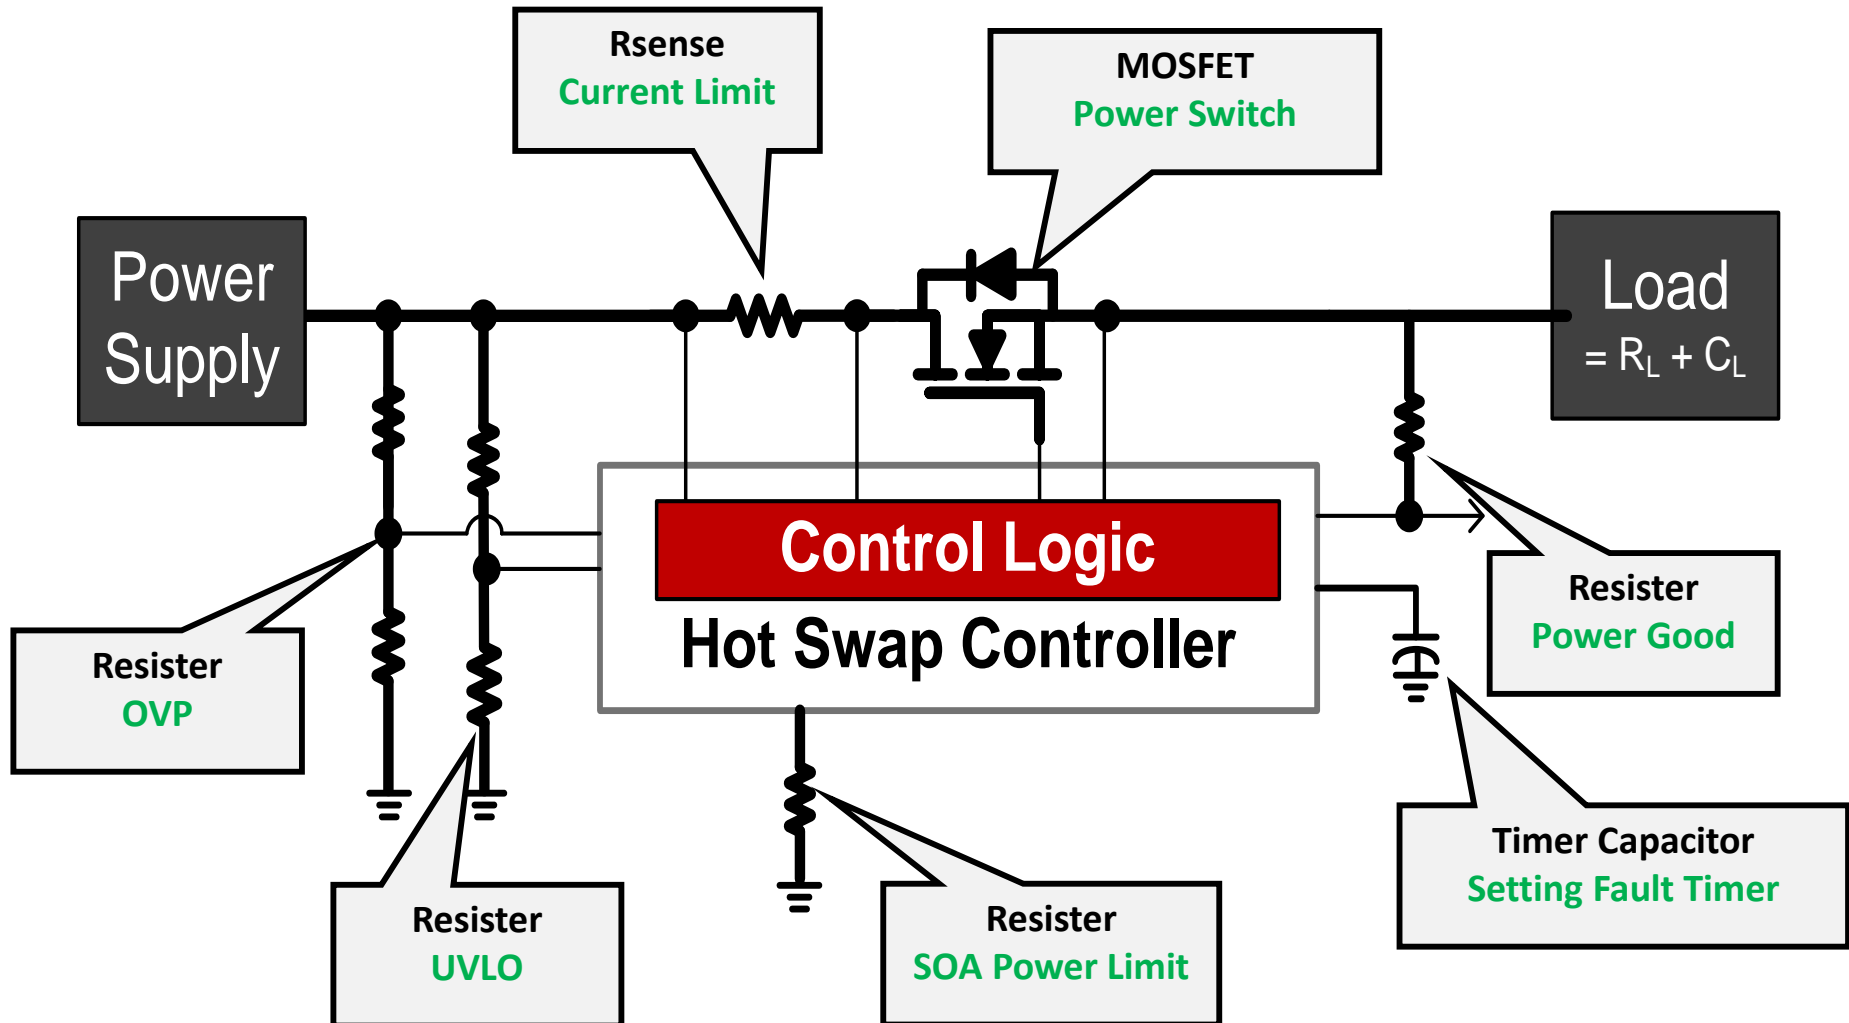 Rsense
Current Limit
MOSFET
Power Switch
Power
Supply
Load
= RL + CL
Control Logic
Hot Swap Controller
Resister
OVP
Resister
Power Good
Resister
UVLO
Resister
SOA Power Limit
Timer Capacitor
Setting Fault Timer